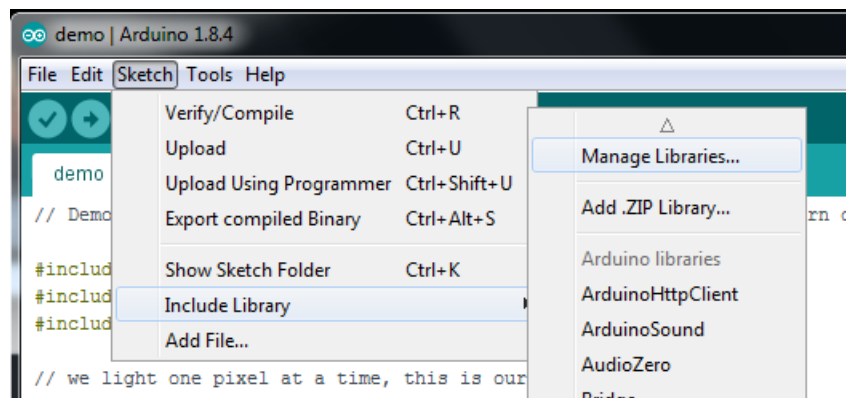 demo | Arduino 1.8.4
File Edit Sketch Tools Help
Verify/Compile Ctrl+R
Upload Ctrl+U
Upload Using Programmer Ctrl+Shift+U
Export compiled Binary Ctrl+Alt+S
Show Sketch Folder Ctrl+K
Include Library
Add File...
Manage Libraries...
Add .ZIP Library...
Arduino libraries
ArduinoHttpClient
ArduinoSound
AudioZero
demo
// Demo
#includ
#includ
#includ
// we light one pixel at a time, this is our